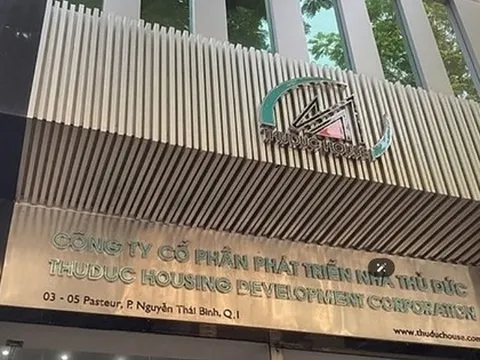 THUDUC HOUSE
CÔNG TY CỔ PHẦN PHÁT TRIỂN NHÀ THỦ ĐỨC
THUDUC HOUSING DEVELOPMENT CORPORATION
03 - 05 Pasteur, P. Nguyễn Thái Bình, Q.1
www.thuduchouse.com